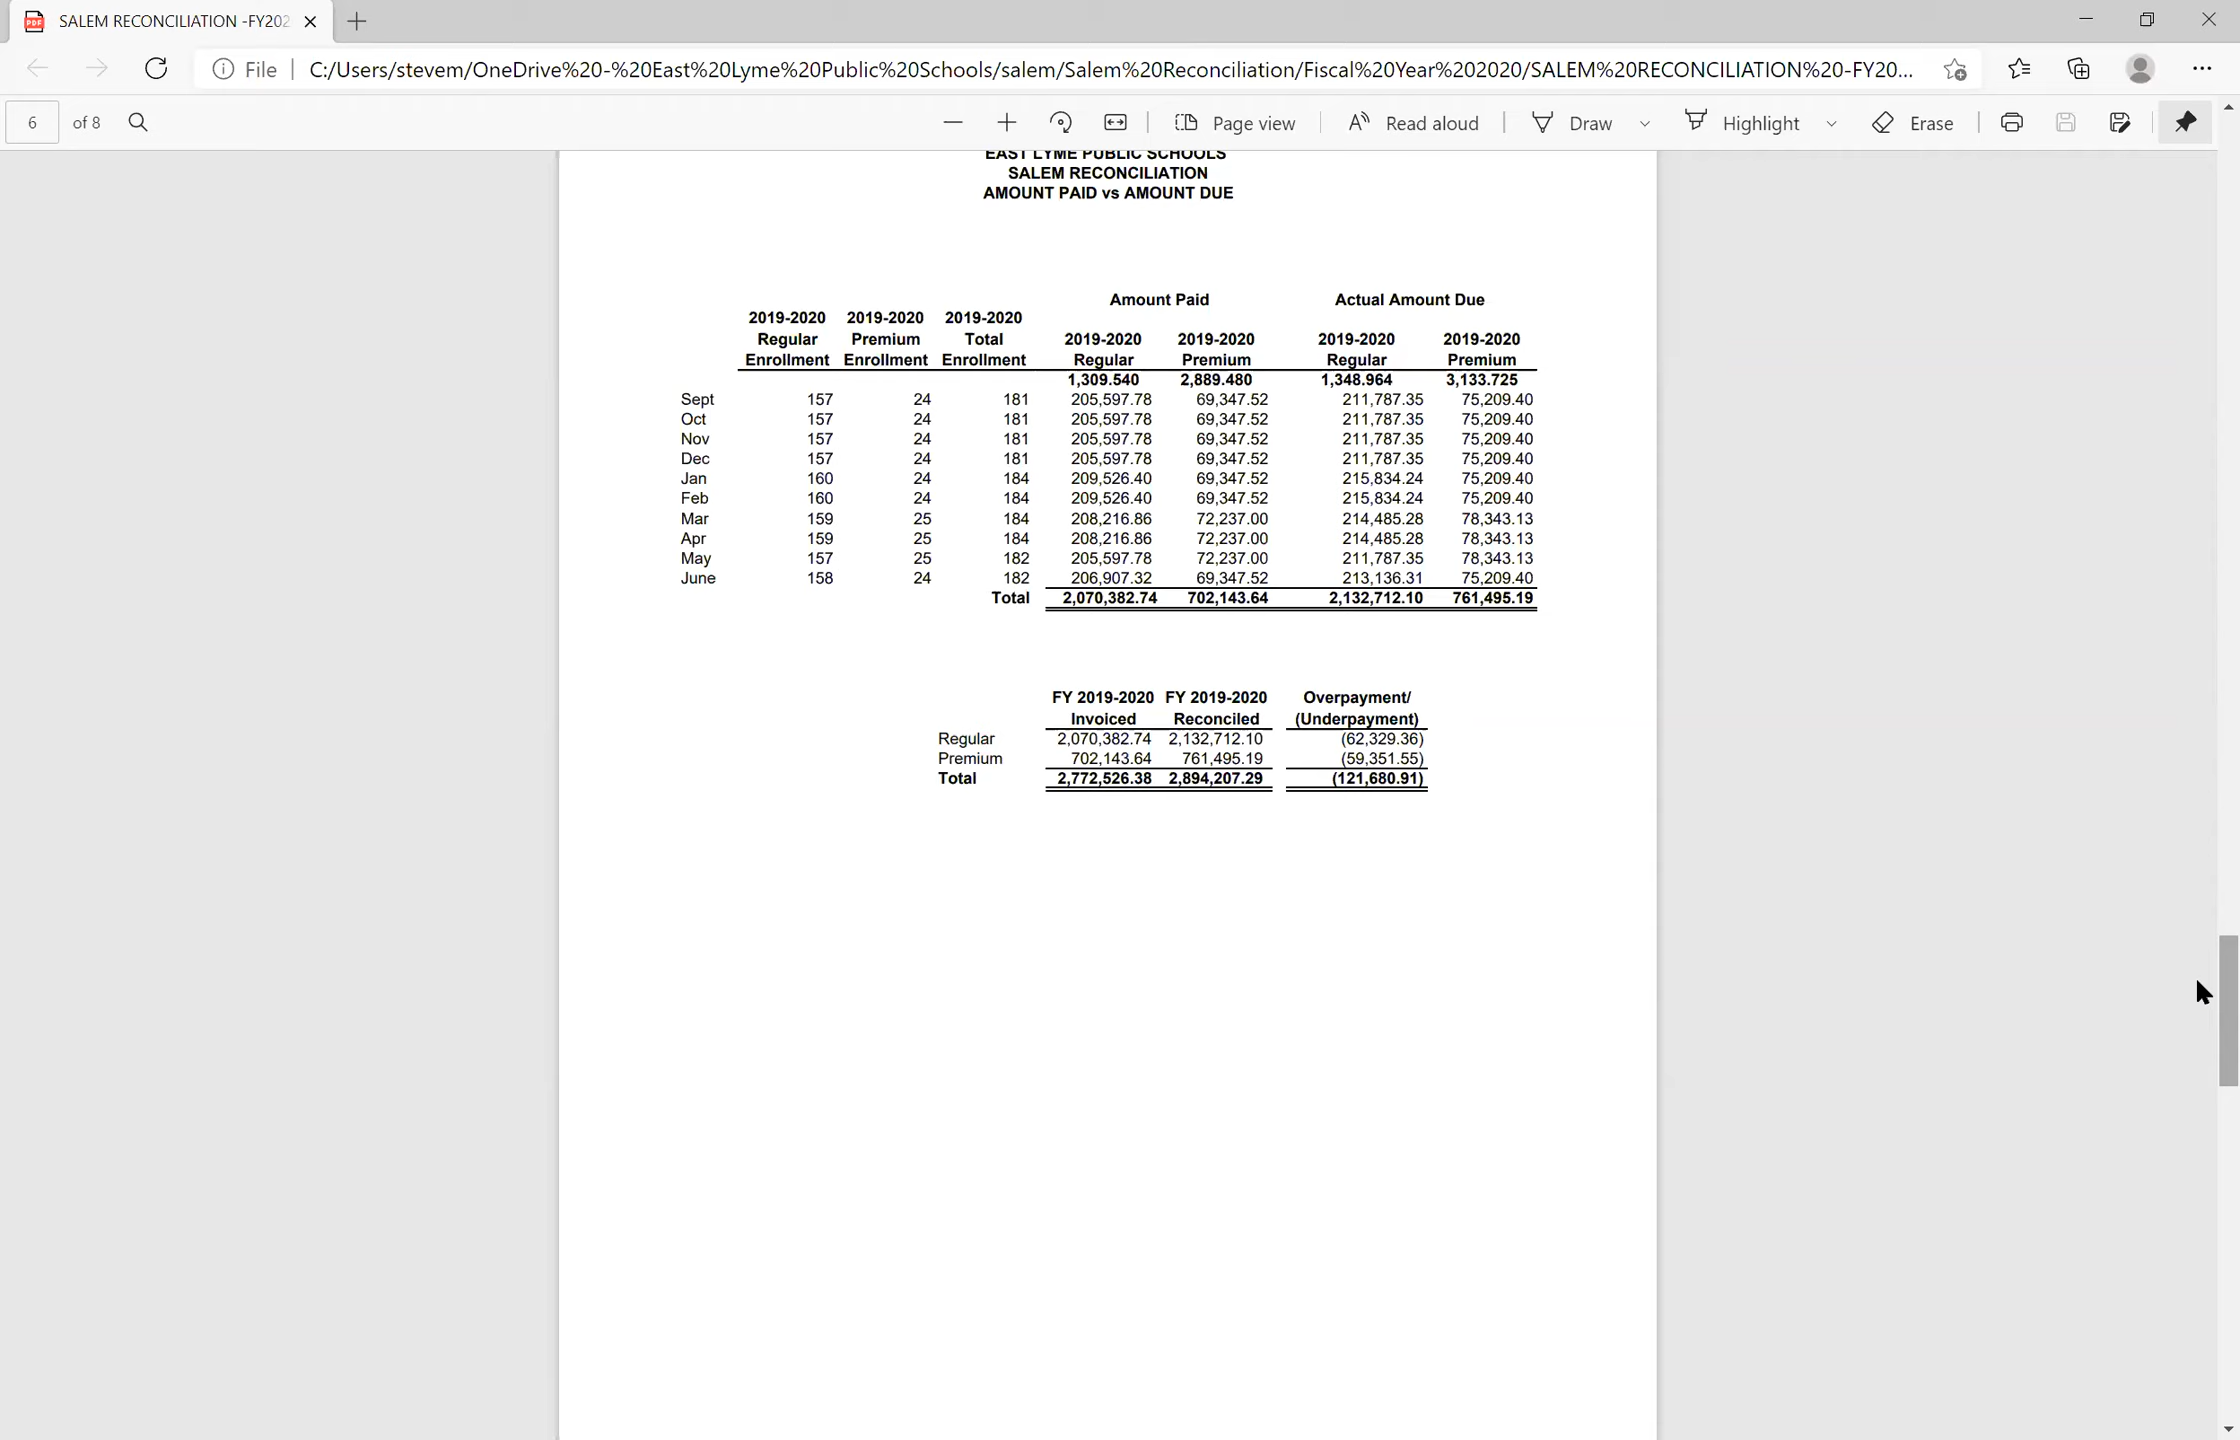 SALEM RECONCILIATION -FY202
File | C:/Users/stevem/OneDrive%20-%20East%20Lyme%20Public%20Schools/salem/Salem%20Reconciliation/Fiscal%20Year%202020/SALEM%20RECONCILIATION%20-FY20...
6 of 8 Page view Read aloud Draw Highlight Erase
EAST LYME PUBLIC SCHOOLS
SALEM RECONCILIATION
AMOUNT PAID vs AMOUNT DUE
Amount Paid Actual Amount Due
2019-2020 2019-2020 2019-2020
Regular Premium Total 2019-2020 2019-2020 2019-2020 2019-2020
Enrollment Enrollment Enrollment Regular Premium Regular Premium
1,309.540 2,889.480 1,348.964 3,133.725
Sept 157 24 181 205,597.78 69,347.52 211,787.35 75,209.40
Oct 157 24 181 205,597.78 69,347.52 211,787.35 75,209.40
Nov 157 24 181 205,597.78 69,347.52 211,787.35 75,209.40
Dec 157 24 181 205,597.78 69,347.52 211,787.35 75,209.40
Jan 160 24 184 209,526.40 69,347.52 215,834.24 75,209.40
Feb 160 24 184 209,526.40 69,347.52 215,834.24 75,209.40
Mar 159 25 184 208,216.86 72,237.00 214,485.28 78,343.13
Apr 159 25 184 208,216.86 72,237.00 214,485.28 78,343.13
May 157 25 182 205,597.78 72,237.00 211,787.35 78,343.13
June 158 24 182 206,907.32 69,347.52 213,136.31 75,209.40
Total 2,070,382.74 702,143.64 2,132,712.10 761,495.19
FY 2019-2020 FY 2019-2020 Overpayment/
Invoiced Reconciled (Underpayment)
Regular 2,070,382.74 2,132,712.10 (62,329.36)
Premium 702,143.64 761,495.19 (59,351.55)
Total 2,772,526.38 2,894,207.29 (121,680.91)